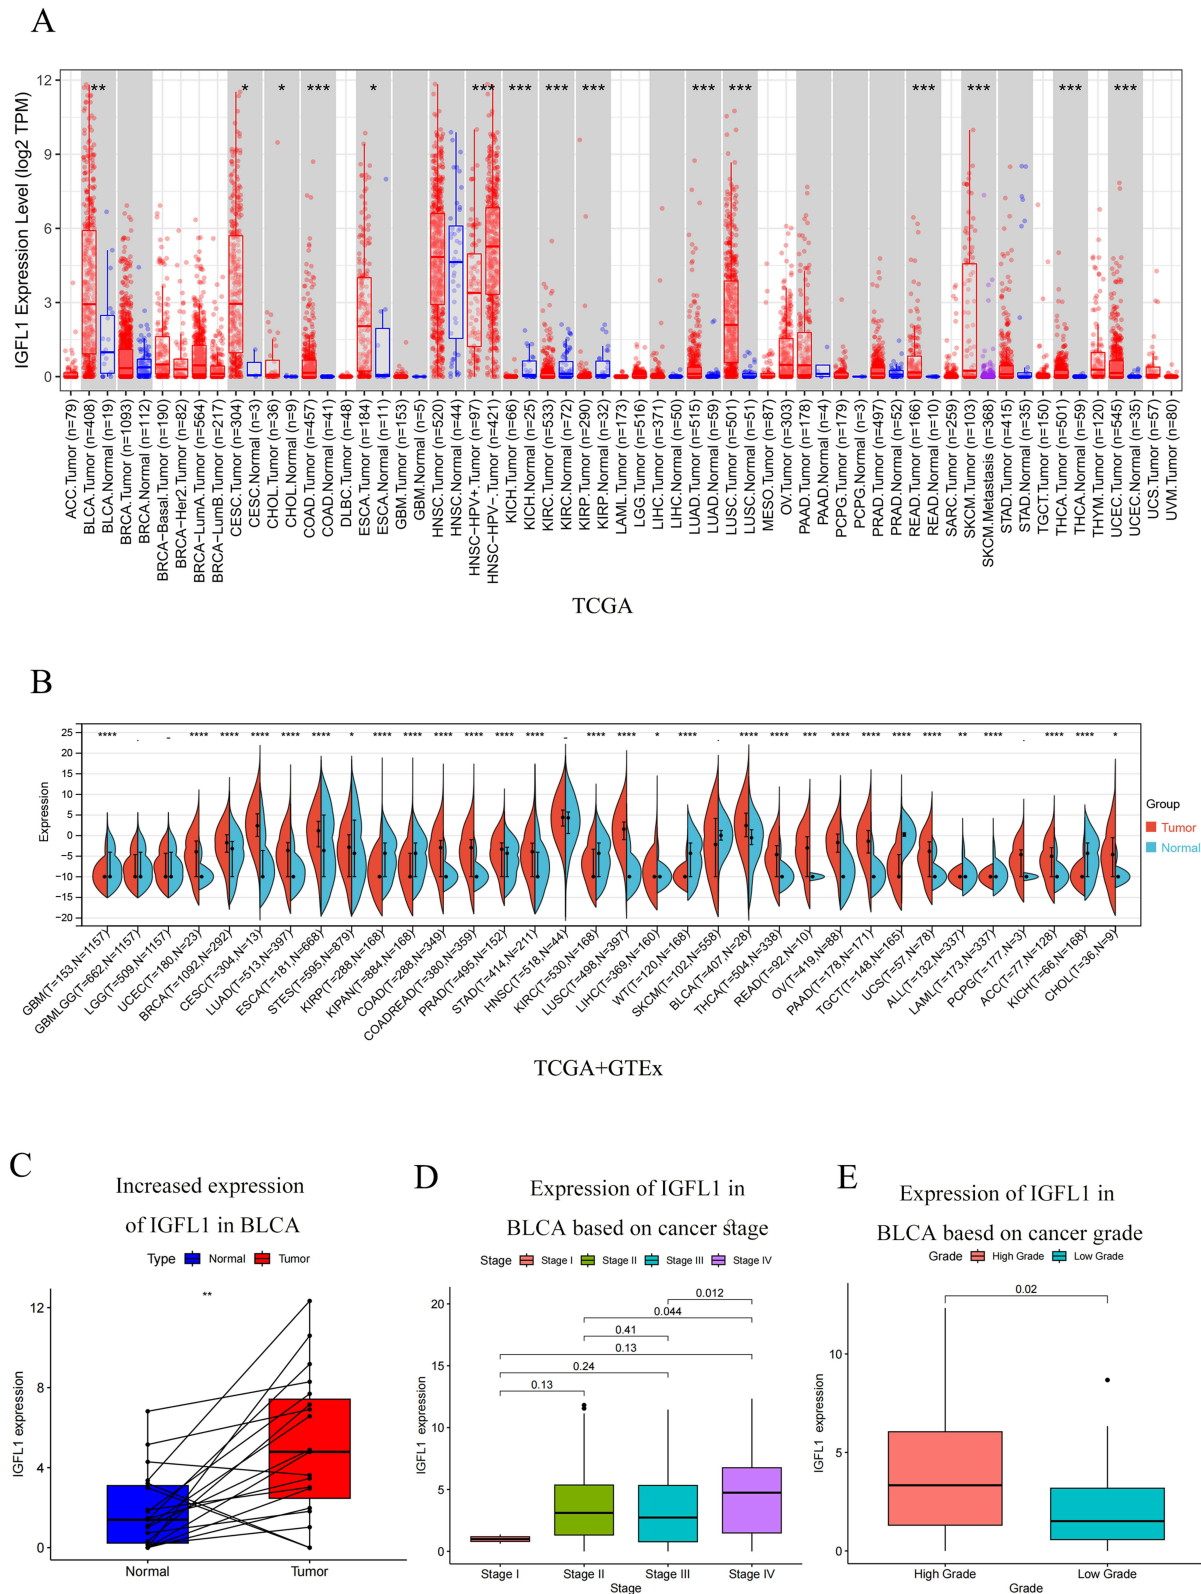 A
IGFL1 Expression Level (log2 TPM)
12
9
6
3
0
** * * *** * *** *** *** *** *** *** *** *** *** ***
ACC.Tumor (n=79)
BLCA.Tumor (n=408)
BLCA.Normal (n=19)
BRCA.Tumor (n=1093)
BRCA.Normal (n=112)
BRCA-Basal.Tumor (n=190)
BRCA-Her2.Tumor (n=82)
BRCA-LumA.Tumor (n=564)
BRCA-LumB.Tumor (n=217)
CESC.Tumor (n=304)
CESC.Normal (n=3)
CHOL.Tumor (n=36)
CHOL.Normal (n=9)
COAD.Tumor (n=457)
COAD.Normal (n=41)
DLBC.Tumor (n=48)
ESCA.Tumor (n=184)
ESCA.Normal (n=11)
GBM.Tumor (n=153)
GBM.Normal (n=5)
HNSC.Tumor (n=520)
HNSC.Normal (n=44)
HNSC-HPV+.Tumor (n=97)
HNSC-HPV-.Tumor (n=421)
KICH.Tumor (n=66)
KICH.Normal (n=25)
KIRC.Tumor (n=533)
KIRC.Normal (n=72)
KIRP.Tumor (n=290)
KIRP.Normal (n=32)
LAML.Tumor (n=173)
LGG.Tumor (n=516)
LIHC.Tumor (n=371)
LIHC.Normal (n=50)
LUAD.Tumor (n=515)
LUAD.Normal (n=59)
LUSC.Tumor (n=501)
LUSC.Normal (n=51)
MESO.Tumor (n=87)
OV.Tumor (n=303)
PAAD.Tumor (n=178)
PAAD.Normal (n=4)
PCPG.Tumor (n=179)
PCPG.Normal (n=3)
PRAD.Tumor (n=497)
PRAD.Normal (n=52)
READ.Tumor (n=166)
READ.Normal (n=10)
SARC.Tumor (n=259)
SKCM.Tumor (n=103)
SKCM.Metastasis (n=368)
STAD.Tumor (n=415)
STAD.Normal (n=35)
TGCT.Tumor (n=150)
THCA.Tumor (n=501)
THCA.Normal (n=59)
THYM.Tumor (n=120)
UCEC.Tumor (n=545)
UCEC.Normal (n=35)
UCS.Tumor (n=57)
UVM.Tumor (n=80)
TCGA
B
Expression
25
20
15
10
5
0
−5
−10
−15
−20
**** . - **** **** **** **** **** * **** **** **** **** **** **** - **** **** * **** . **** **** *** **** **** **** **** ** **** . **** **** *
Group
Tumor
Normal
GBM(T=153,N=1157)
GBMLGG(T=662,N=1157)
LGG(T=509,N=1157)
UCEC(T=180,N=23)
BRCA(T=1092,N=292)
CESC(T=304,N=13)
LUAD(T=513,N=397)
ESCA(T=181,N=668)
STES(T=595,N=879)
KIRP(T=288,N=168)
KIPAN(T=884,N=168)
COAD(T=288,N=349)
COADREAD(T=380,N=359)
PRAD(T=495,N=152)
STAD(T=414,N=211)
HNSC(T=518,N=44)
KIRC(T=530,N=168)
LUSC(T=498,N=397)
LIHC(T=369,N=160)
WT(T=120,N=168)
SKCM(T=102,N=558)
BLCA(T=407,N=28)
THCA(T=504,N=338)
READ(T=92,N=10)
OV(T=419,N=88)
PAAD(T=178,N=171)
TGCT(T=148,N=165)
UCS(T=57,N=78)
ALL(T=132,N=337)
LAML(T=173,N=337)
PCPG(T=177,N=3)
ACC(T=77,N=128)
KICH(T=66,N=168)
CHOL(T=36,N=9)
TCGA+GTEx
C
Increased expression
of IGFL1 in BLCA
Type Normal Tumor
**
IGFL1 expression
12
8
4
0
Normal Tumor
D
Expression of IGFL1 in
BLCA based on cancer stage
Stage Stage I Stage II Stage III Stage IV
IGFL1 expression
20
15
10
5
0
0.012
0.044
0.41
0.13
0.24
0.13
Stage I Stage II Stage III Stage IV
Stage
E
Expression of IGFL1 in
BLCA baesd on cancer grade
Grade High Grade Low Grade
IGFL1 expression
10
5
0
0.02
High Grade Low Grade
Grade